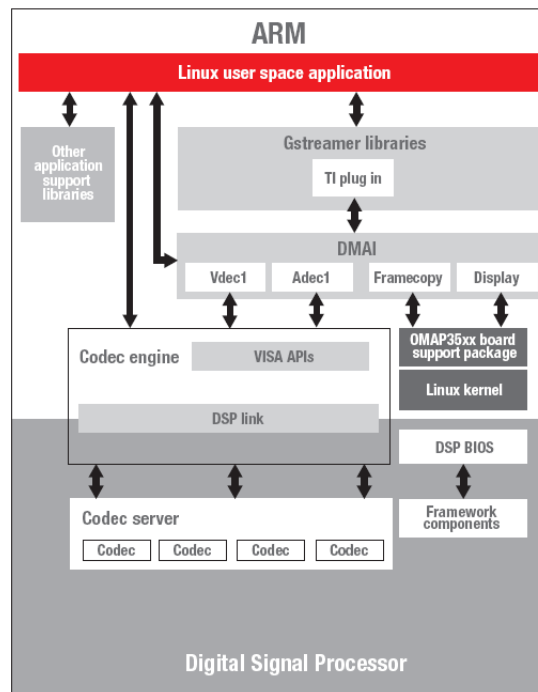 ARM
Linux user space application
Other
application
support
libraries
Gstreamer libraries
TI plug in
DMAI
Vdec1
Adec1
Framecopy
Display
Codec engine
VISA APIs
OMAP35xx board
support package
Linux kernel
DSP link
DSP BIOS
Codec server
Codec
Codec
Codec
Codec
Framework
components
Digital Signal Processor